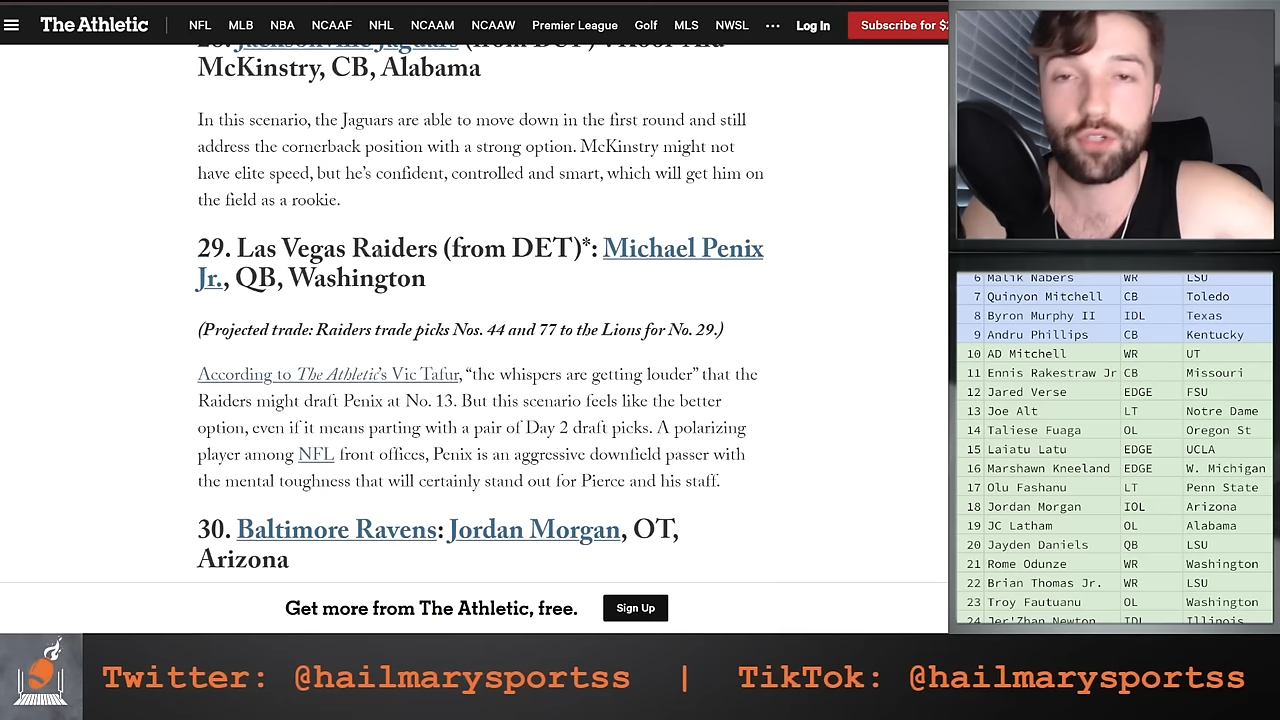 The Athletic
NFL MLB NBA NCAAF NHL NCAAM NCAAW Premier League Golf MLS NWSL ••• Log In Subscribe for
McKinstry, CB, Alabama
In this scenario, the Jaguars are able to move down in the first round and still
address the cornerback position with a strong option. McKinstry might not
have elite speed, but he's confident, controlled and smart, which will get him on
the field as a rookie.
29. Las Vegas Raiders (from DET)*: Michael Penix
Jr., QB, Washington
(Projected trade: Raiders trade picks Nos. 44 and 77 to the Lions for No. 29.)
According to The Athletic's Vic Tafur, “the whispers are getting louder” that the
Raiders might draft Penix at No. 13. But this scenario feels like the better
option, even if it means parting with a pair of Day 2 draft picks. A polarizing
player among NFL front offices, Penix is an aggressive downfield passer with
the mental toughness that will certainly stand out for Pierce and his staff.
30. Baltimore Ravens: Jordan Morgan, OT,
Arizona
Get more from The Athletic, free. Sign Up
6 Malik Nabers WR LSU
7 Quinyon Mitchell CB Toledo
8 Byron Murphy II IDL Texas
9 Andru Phillips CB Kentucky
10 AD Mitchell WR UT
11 Ennis Rakestraw Jr CB Missouri
12 Jared Verse EDGE FSU
13 Joe Alt LT Notre Dame
14 Taliese Fuaga OL Oregon St
15 Laiatu Latu EDGE UCLA
16 Marshawn Kneeland EDGE W. Michigan
17 Olu Fashanu LT Penn State
18 Jordan Morgan IOL Arizona
19 JC Latham OL Alabama
20 Jayden Daniels QB LSU
21 Rome Odunze WR Washington
22 Brian Thomas Jr. WR LSU
23 Troy Fautuanu OL Washington
24 Jer'Zhan Newton IDL Illinois
Twitter: @hailmarysportss | TikTok: @hailmarysportss